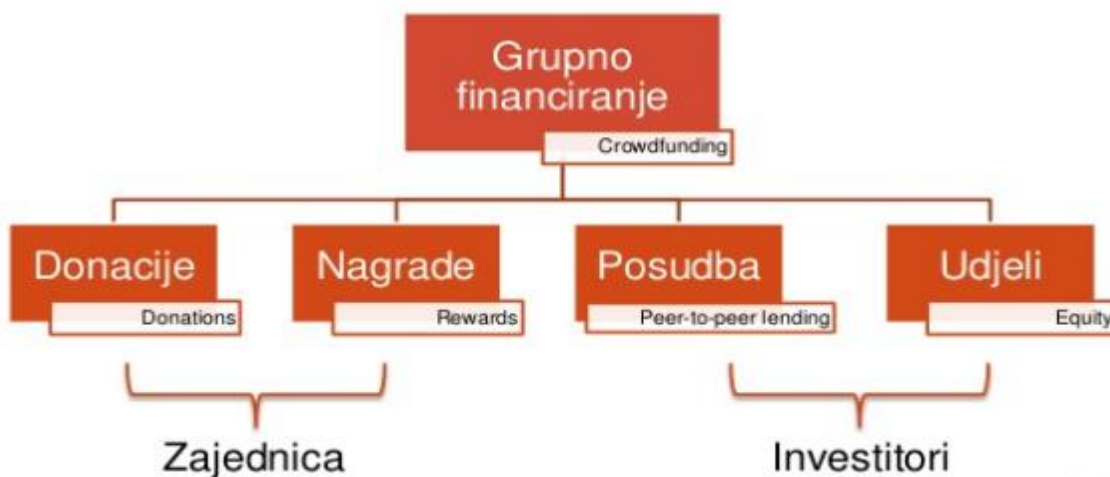 Grupno
financiranje
Crowdfunding
Donacije
Donations
Nagrade
Rewards
Posudba
Peer-to-peer lending
Udjeli
Equity
Zajednica
Investitori